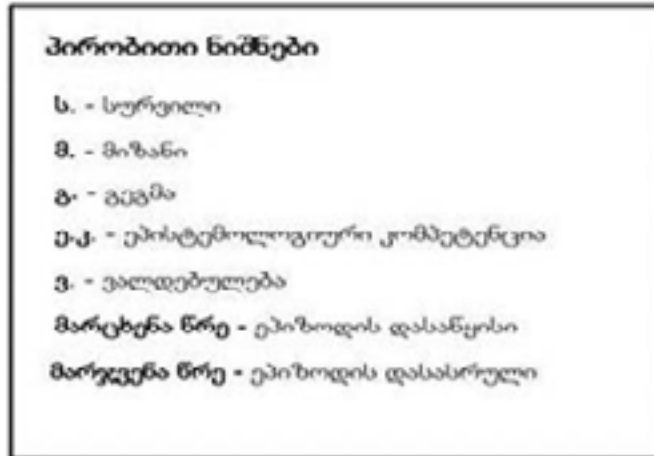 პირობითი ნიშნები
ს. - სურვილი
მ. - მიზანი
გ. - გეგმა
ე.კ. - ეპისტემოლოგიური კომპეტენცია
ვ. - ვალდებულება
მარცხენა წრე - ეპიზოდის დასაწყისი
მარჯვენა წრე - ეპიზოდის დასასრული